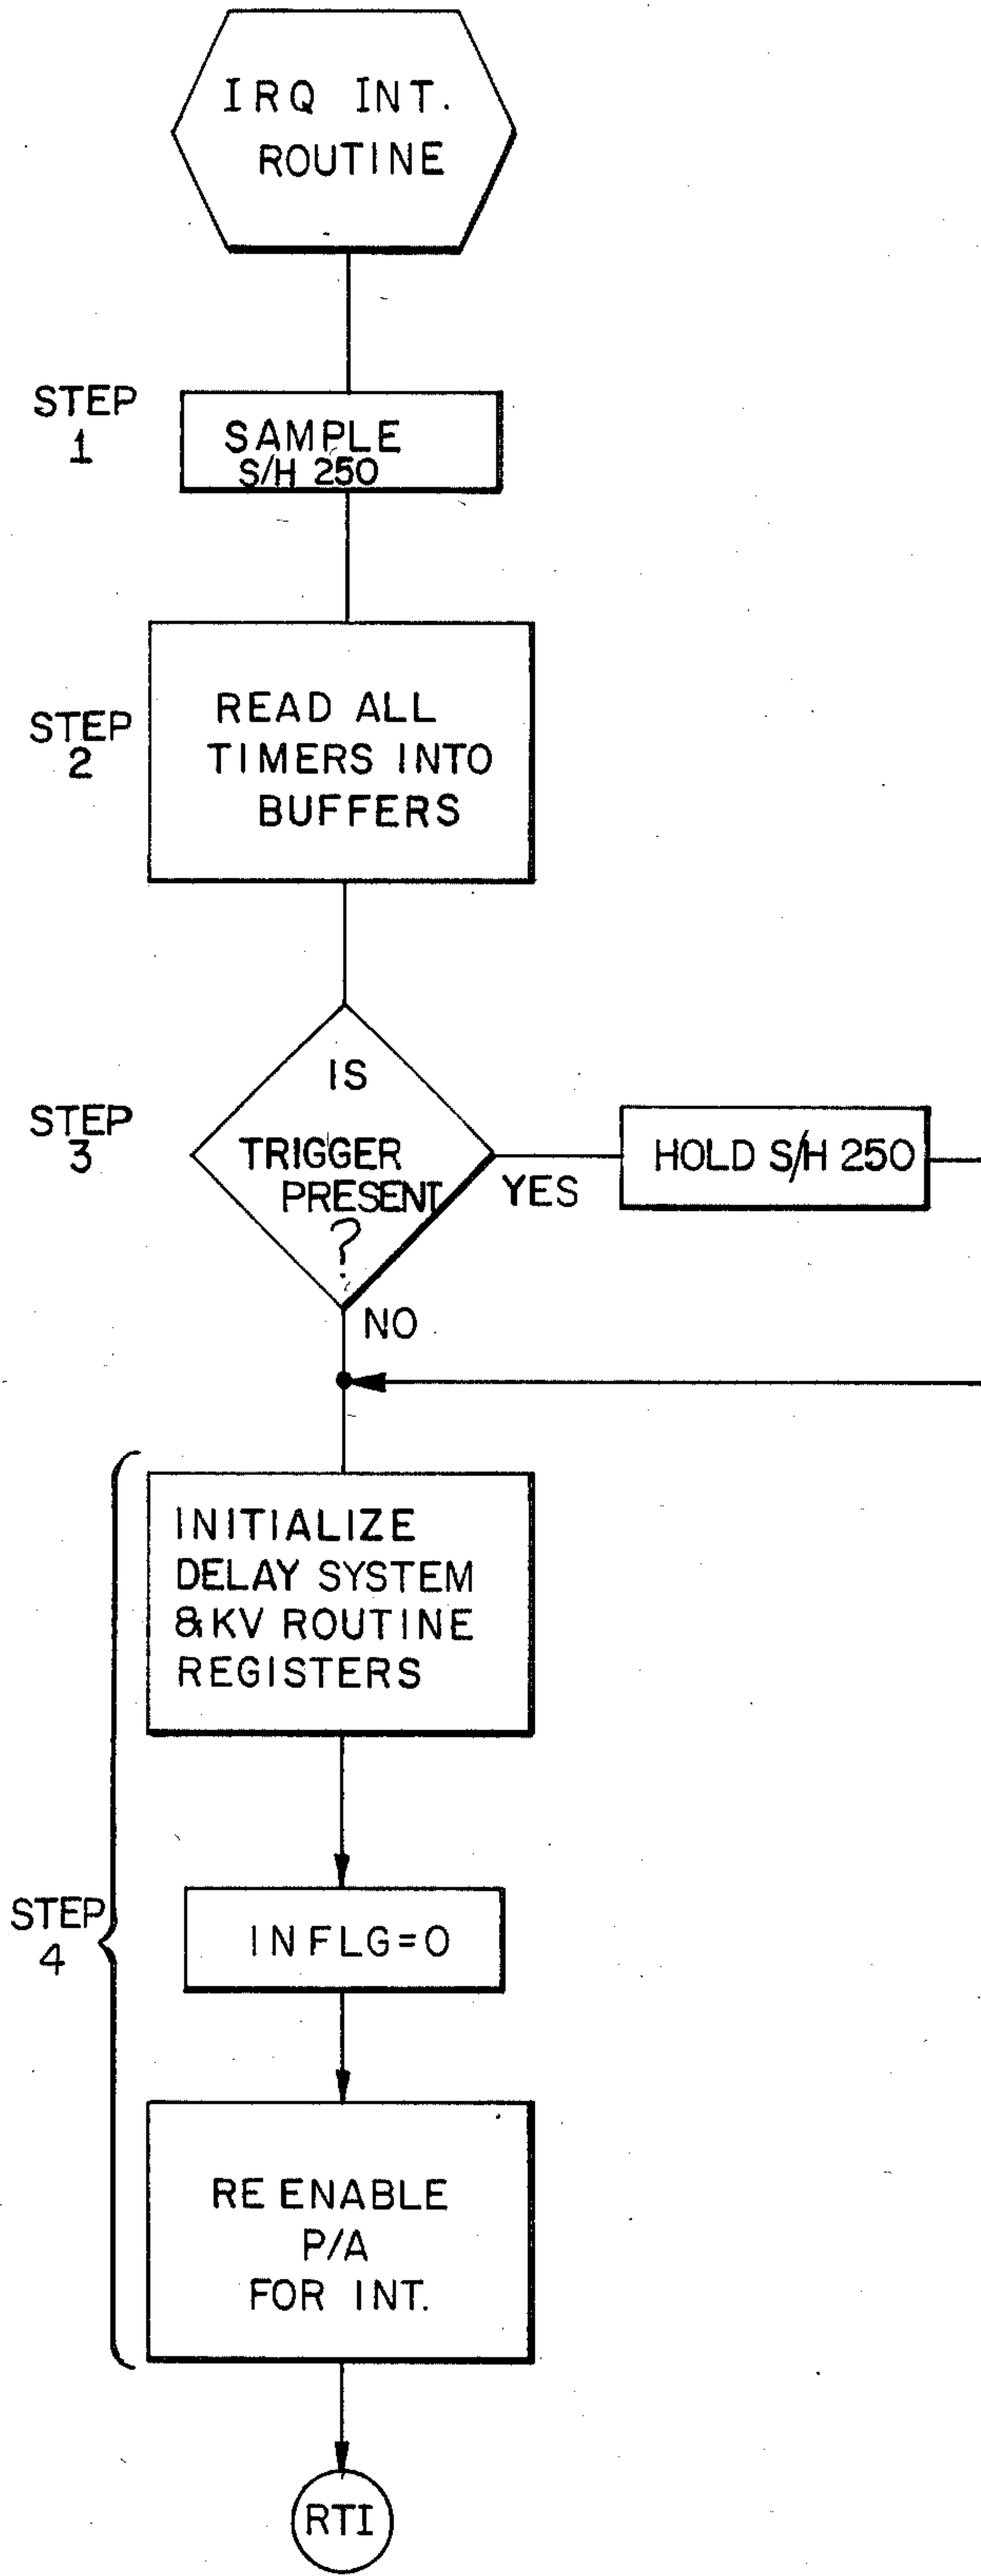 IRQ INT.
ROUTINE
STEP
1
SAMPLE
S/H 250
STEP
2
READ ALL
TIMERS INTO
BUFFERS
STEP
3
IS
TRIGGER
PRESENT
?
YES
HOLD S/H 250
NO
STEP
4
INITIALIZE
DELAY SYSTEM
& KV ROUTINE
REGISTERS
INFLG=0
RE ENABLE
P/A
FOR INT.
RTI